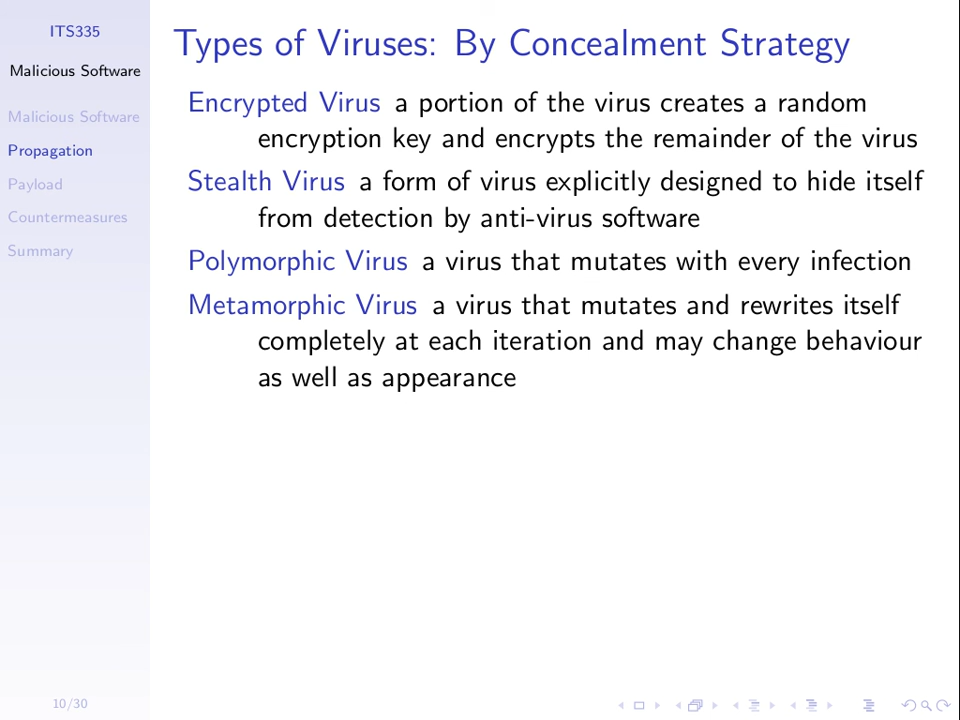 ITS335
Malicious Software
Malicious Software
Propagation
Payload
Countermeasures
Summary
10/30
Types of Viruses: By Concealment Strategy
Encrypted Virus a portion of the virus creates a random
encryption key and encrypts the remainder of the virus
Stealth Virus a form of virus explicitly designed to hide itself
from detection by anti-virus software
Polymorphic Virus a virus that mutates with every infection
Metamorphic Virus a virus that mutates and rewrites itself
completely at each iteration and may change behaviour
as well as appearance